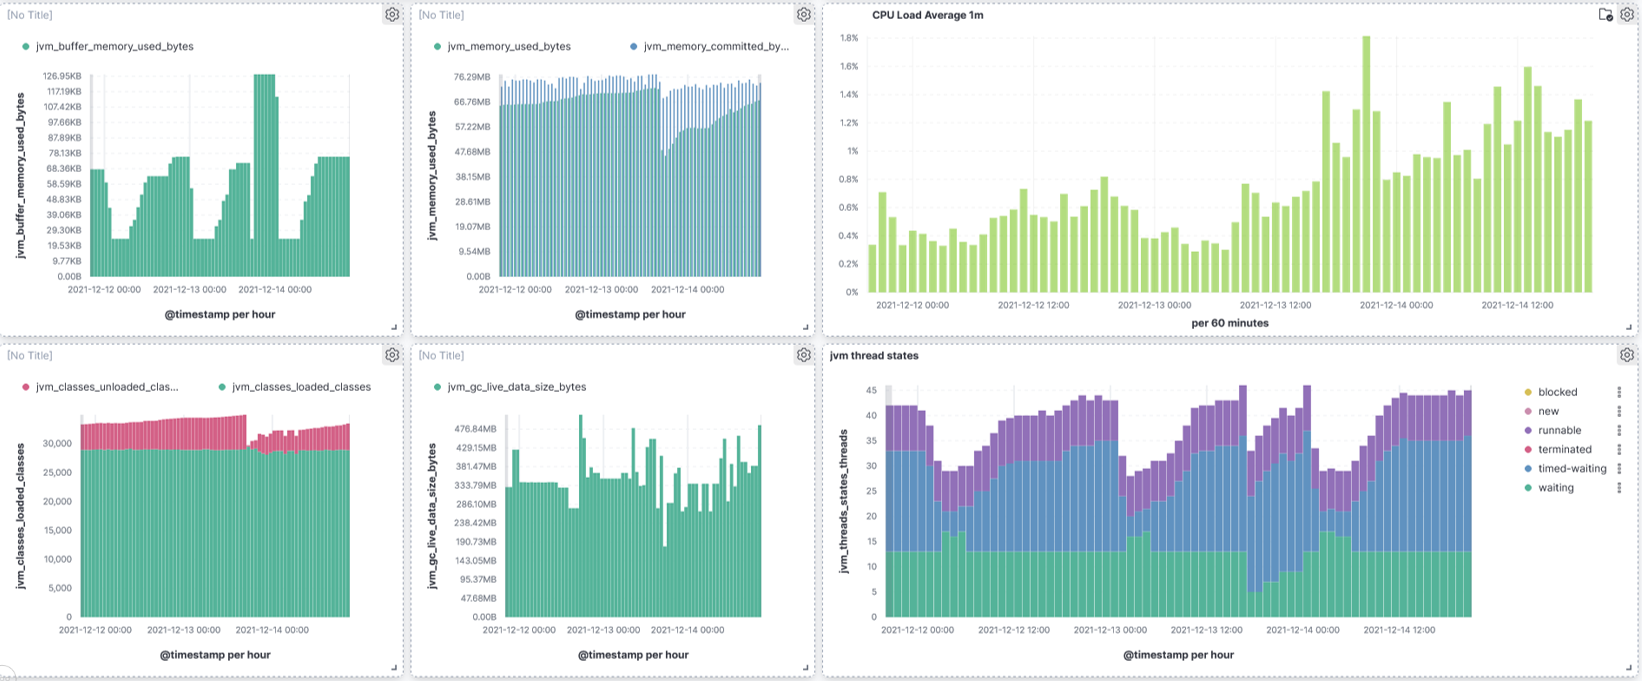 [No Title]
jvm_buffer_memory_used_bytes
jvm_buffer_memory_used_bytes
126.95KB
117.19KB
107.42KB
97.66KB
87.89KB
78.13KB
68.36KB
58.59KB
48.83KB
39.06KB
29.30KB
19.53KB
9.77KB
0.00B
2021-12-12 00:00 2021-12-13 00:00 2021-12-14 00:00
@timestamp per hour
[No Title]
jvm_memory_used_bytes jvm_memory_committed_by...
jvm_memory_used_bytes
76.29MB
66.76MB
57.22MB
47.68MB
38.15MB
28.61MB
19.07MB
9.54MB
0.00B
2021-12-12 00:00 2021-12-13 00:00 2021-12-14 00:00
@timestamp per hour
CPU Load Average 1m
1.8%
1.6%
1.4%
1.2%
1%
0.8%
0.6%
0.4%
0.2%
0%
2021-12-12 00:00 2021-12-12 12:00 2021-12-13 00:00 2021-12-13 12:00 2021-12-14 00:00 2021-12-14 12:00
per 60 minutes
[No Title]
jvm_classes_unloaded_clas... jvm_classes_loaded_classes
jvm_classes_loaded_classes
30,000
25,000
20,000
15,000
10,000
5,000
0
2021-12-12 00:00 2021-12-13 00:00 2021-12-14 00:00
@timestamp per hour
[No Title]
jvm_gc_live_data_size_bytes
jvm_gc_live_data_size_bytes
476.84MB
429.15MB
381.47MB
333.79MB
286.10MB
238.42MB
190.73MB
143.05MB
95.37MB
47.68MB
0.00B
2021-12-12 00:00 2021-12-13 00:00 2021-12-14 00:00
@timestamp per hour
jvm thread states
jvm_threads_states_threads
45
40
35
30
25
20
15
10
5
0
2021-12-12 00:00 2021-12-12 12:00 2021-12-13 00:00 2021-12-13 12:00 2021-12-14 00:00 2021-12-14 12:00
@timestamp per hour
blocked
new
runnable
terminated
timed-waiting
waiting